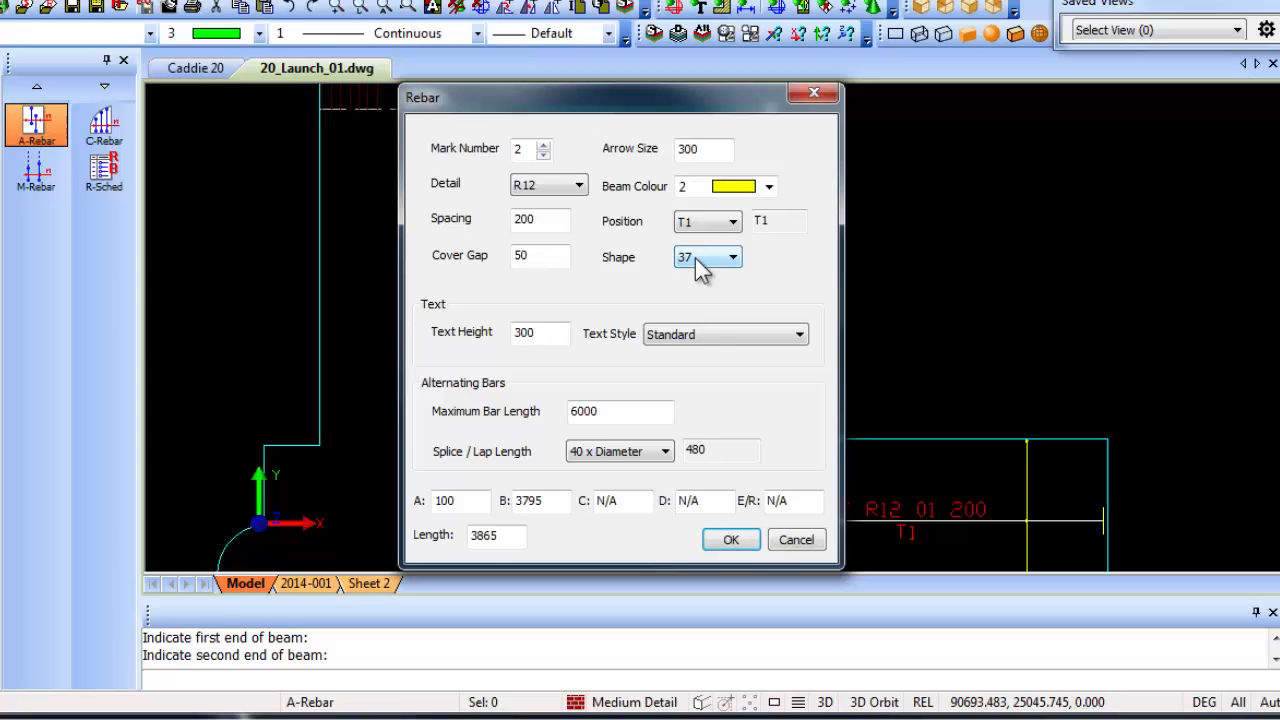 Saved Views
3
1
Continuous
Default
Select View (0)
Caddie 20
20_Launch_01.dwg
Rebar
A-Rebar
C-Rebar
M-Rebar
R-Sched
Mark Number 2 Arrow Size 300
Detail R12 Beam Colour 2
Spacing 200 Position T1 T1
Cover Gap 50 Shape 37
Text
Text Height 300 Text Style Standard
Alternating Bars
Maximum Bar Length 6000
Splice / Lap Length 40 x Diameter 480
A: 100 B: 3795 C: N/A D: N/A E/R: N/A
Length: 3865 OK Cancel
Y
Z
X
R12 01 200
T1
Model 2014-001 Sheet 2
Indicate first end of beam:
Indicate second end of beam:
A-Rebar Sel: 0 Medium Detail 3D 3D Orbit REL 90693.483, 25045.745, 0.000 DEG All Aut